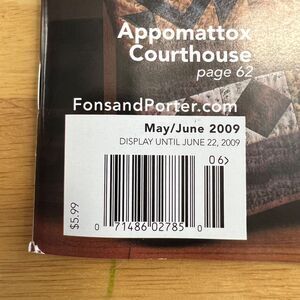 Appomattox
Courthouse
page 62
FonsandPorter.com
May/June 2009
DISPLAY UNTIL JUNE 22, 2009
$5.99
06>
0 71486 02785 0